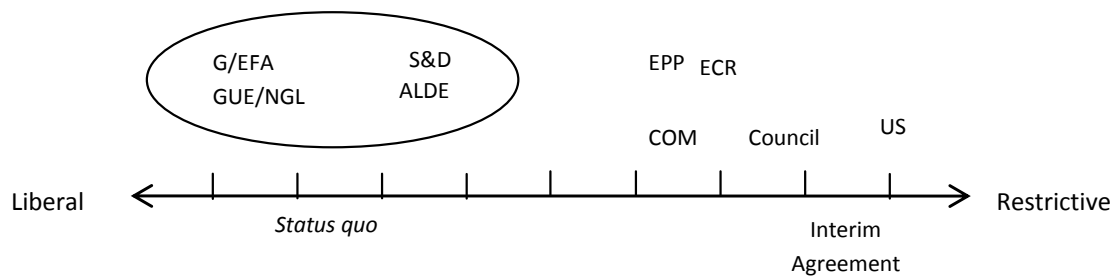 G/EFA
S&D
EPP
ECR
GUE/NGL
ALDE
COM
Council
US
Liberal
Restrictive
Status quo
Interim
Agreement